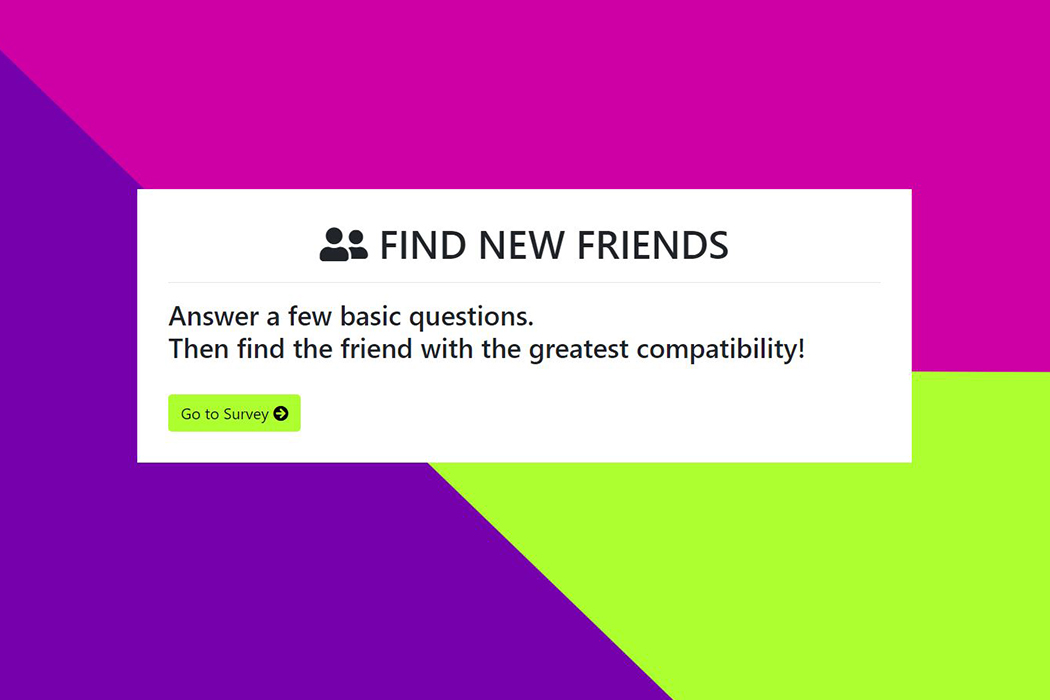 FIND NEW FRIENDS
Answer a few basic questions.
Then find the friend with the greatest compatibility!
Go to Survey